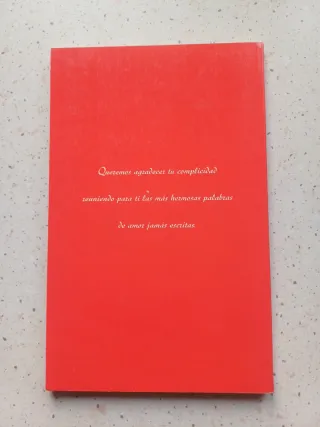 Queremos agradecer tu complicidad
reuniendo para ti las más hermosas palabras
de amor jamás escritas